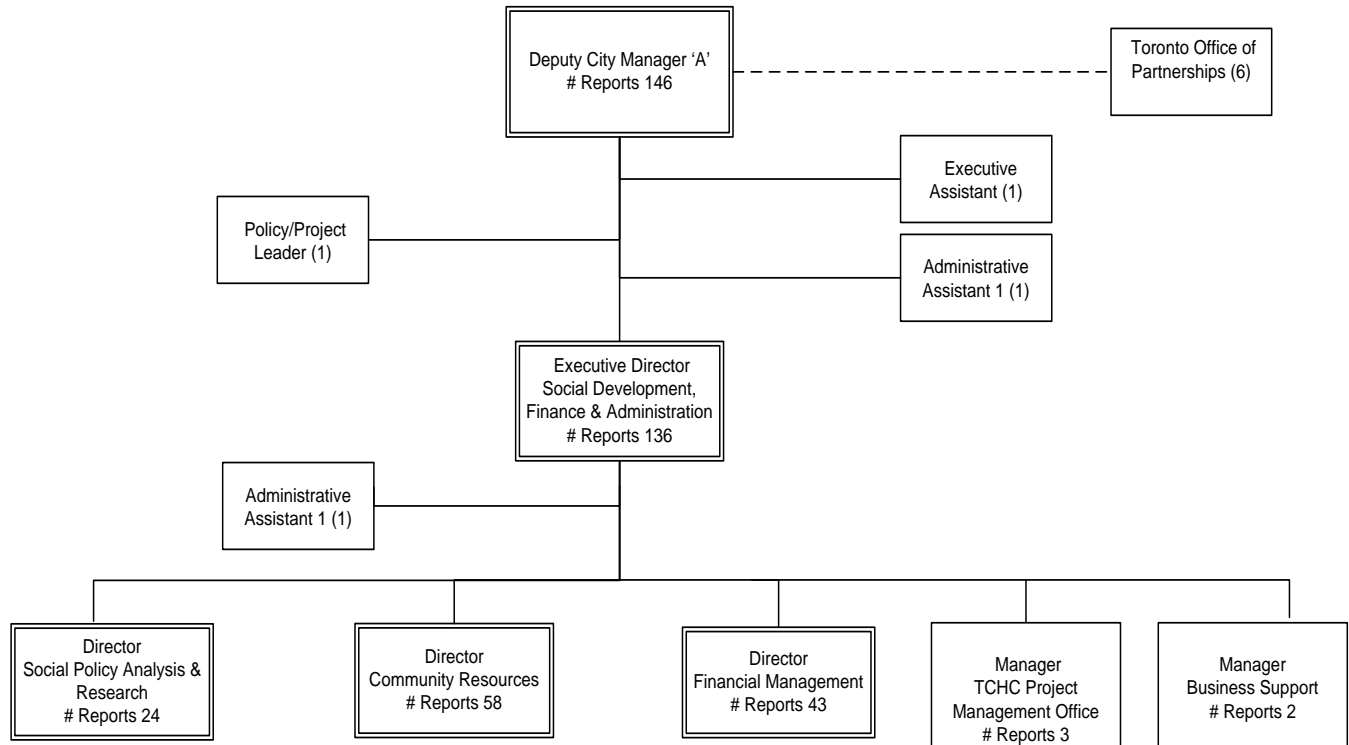 Deputy City Manager ‘A’
# Reports 146
Toronto Office of
Partnerships (6)
Executive
Assistant (1)
Policy/Project
Leader (1)
Administrative
Assistant 1 (1)
Executive Director
Social Development,
Finance & Administration
# Reports 136
Administrative
Assistant 1 (1)
Director
Social Policy Analysis &
Research
# Reports 24
Director
Community Resources
# Reports 58
Director
Financial Management
# Reports 43
Manager
TCHC Project
Management Office
# Reports 3
Manager
Business Support
# Reports 2